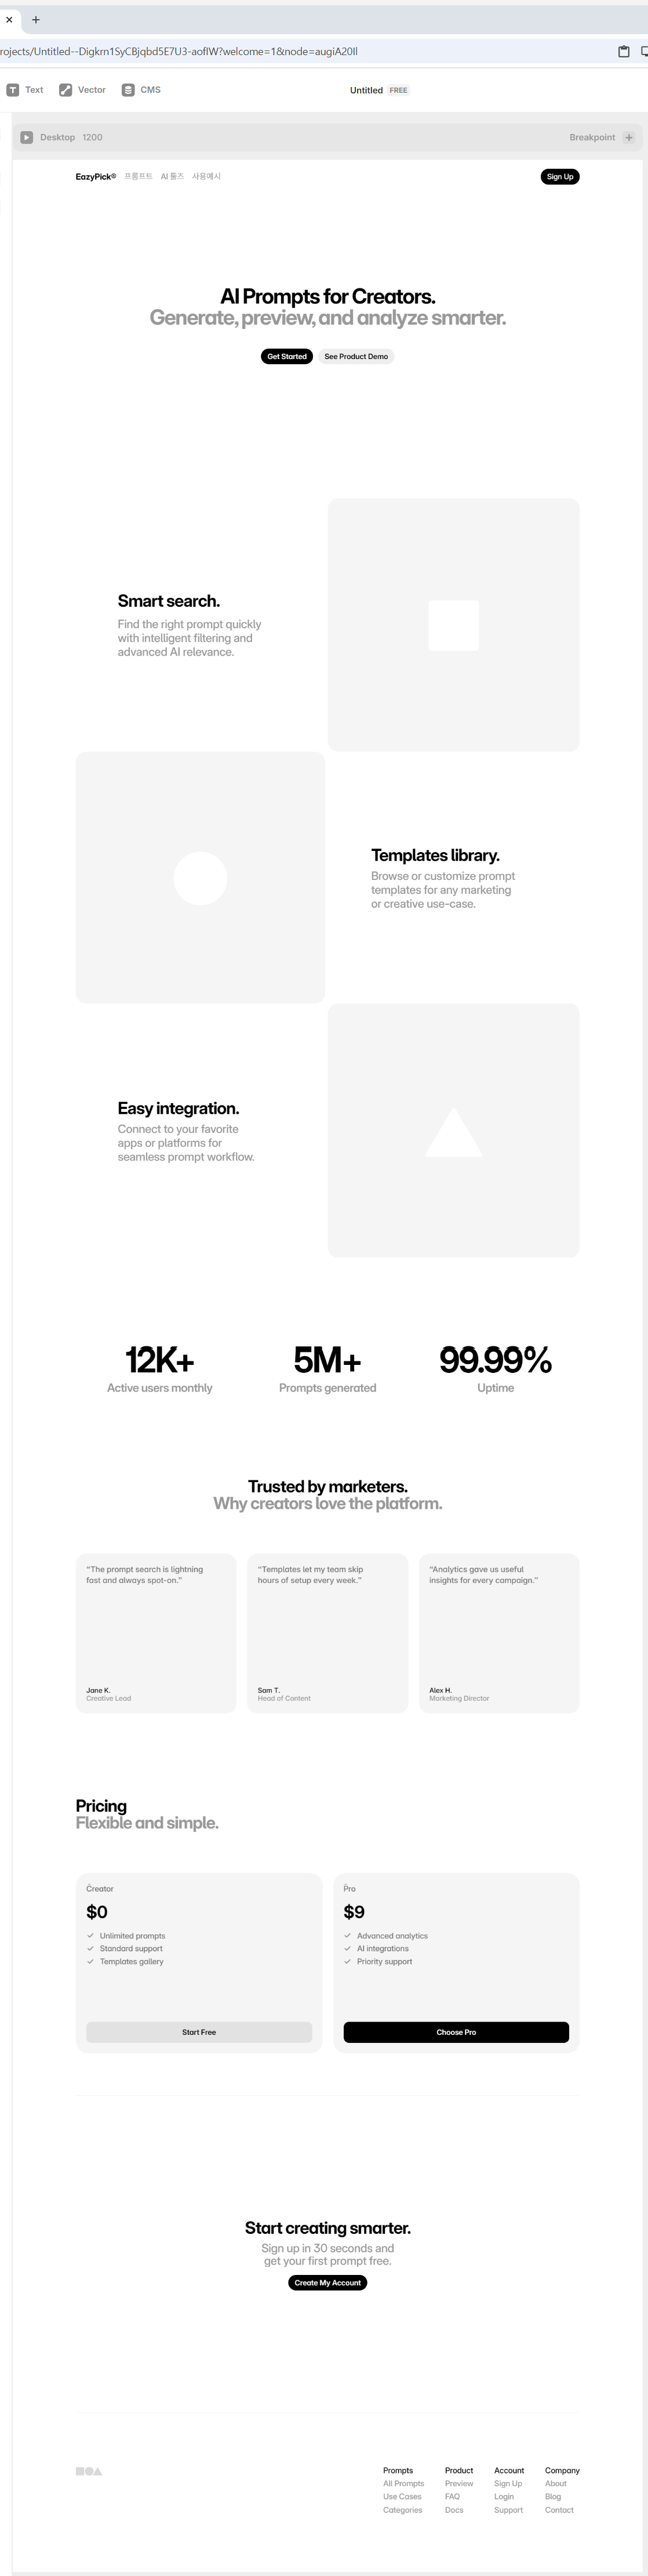 rojects/Untitled--Digkrn1SyCBjqbd5E7U3-aofIW?welcome=1&node=augiA20Il
Text Vector CMS Untitled FREE
Desktop 1200 Breakpoint
EazyPick® 프롬프트 AI 툴즈 사용예시 Sign Up
AI Prompts for Creators.
Generate, preview, and analyze smarter.
Get Started See Product Demo
Smart search.
Find the right prompt quickly
with intelligent filtering and
advanced AI relevance.
Templates library.
Browse or customize prompt
templates for any marketing
or creative use-case.
Easy integration.
Connect to your favorite
apps or platforms for
seamless prompt workflow.
12K+
Active users monthly
5M+
Prompts generated
99.99%
Uptime
Trusted by marketers.
Why creators love the platform.
“The prompt search is lightning
fast and always spot-on.”
Jane K.
Creative Lead
“Templates let my team skip
hours of setup every week.”
Sam T.
Head of Content
“Analytics gave us useful
insights for every campaign.”
Alex H.
Marketing Director
Pricing
Flexible and simple.
Creator
$0
Unlimited prompts
Standard support
Templates gallery
Start Free
Pro
$9
Advanced analytics
AI integrations
Priority support
Choose Pro
Start creating smarter.
Sign up in 30 seconds and
get your first prompt free.
Create My Account
Prompts
All Prompts
Use Cases
Categories
Product
Preview
FAQ
Docs
Account
Sign Up
Login
Support
Company
About
Blog
Contact